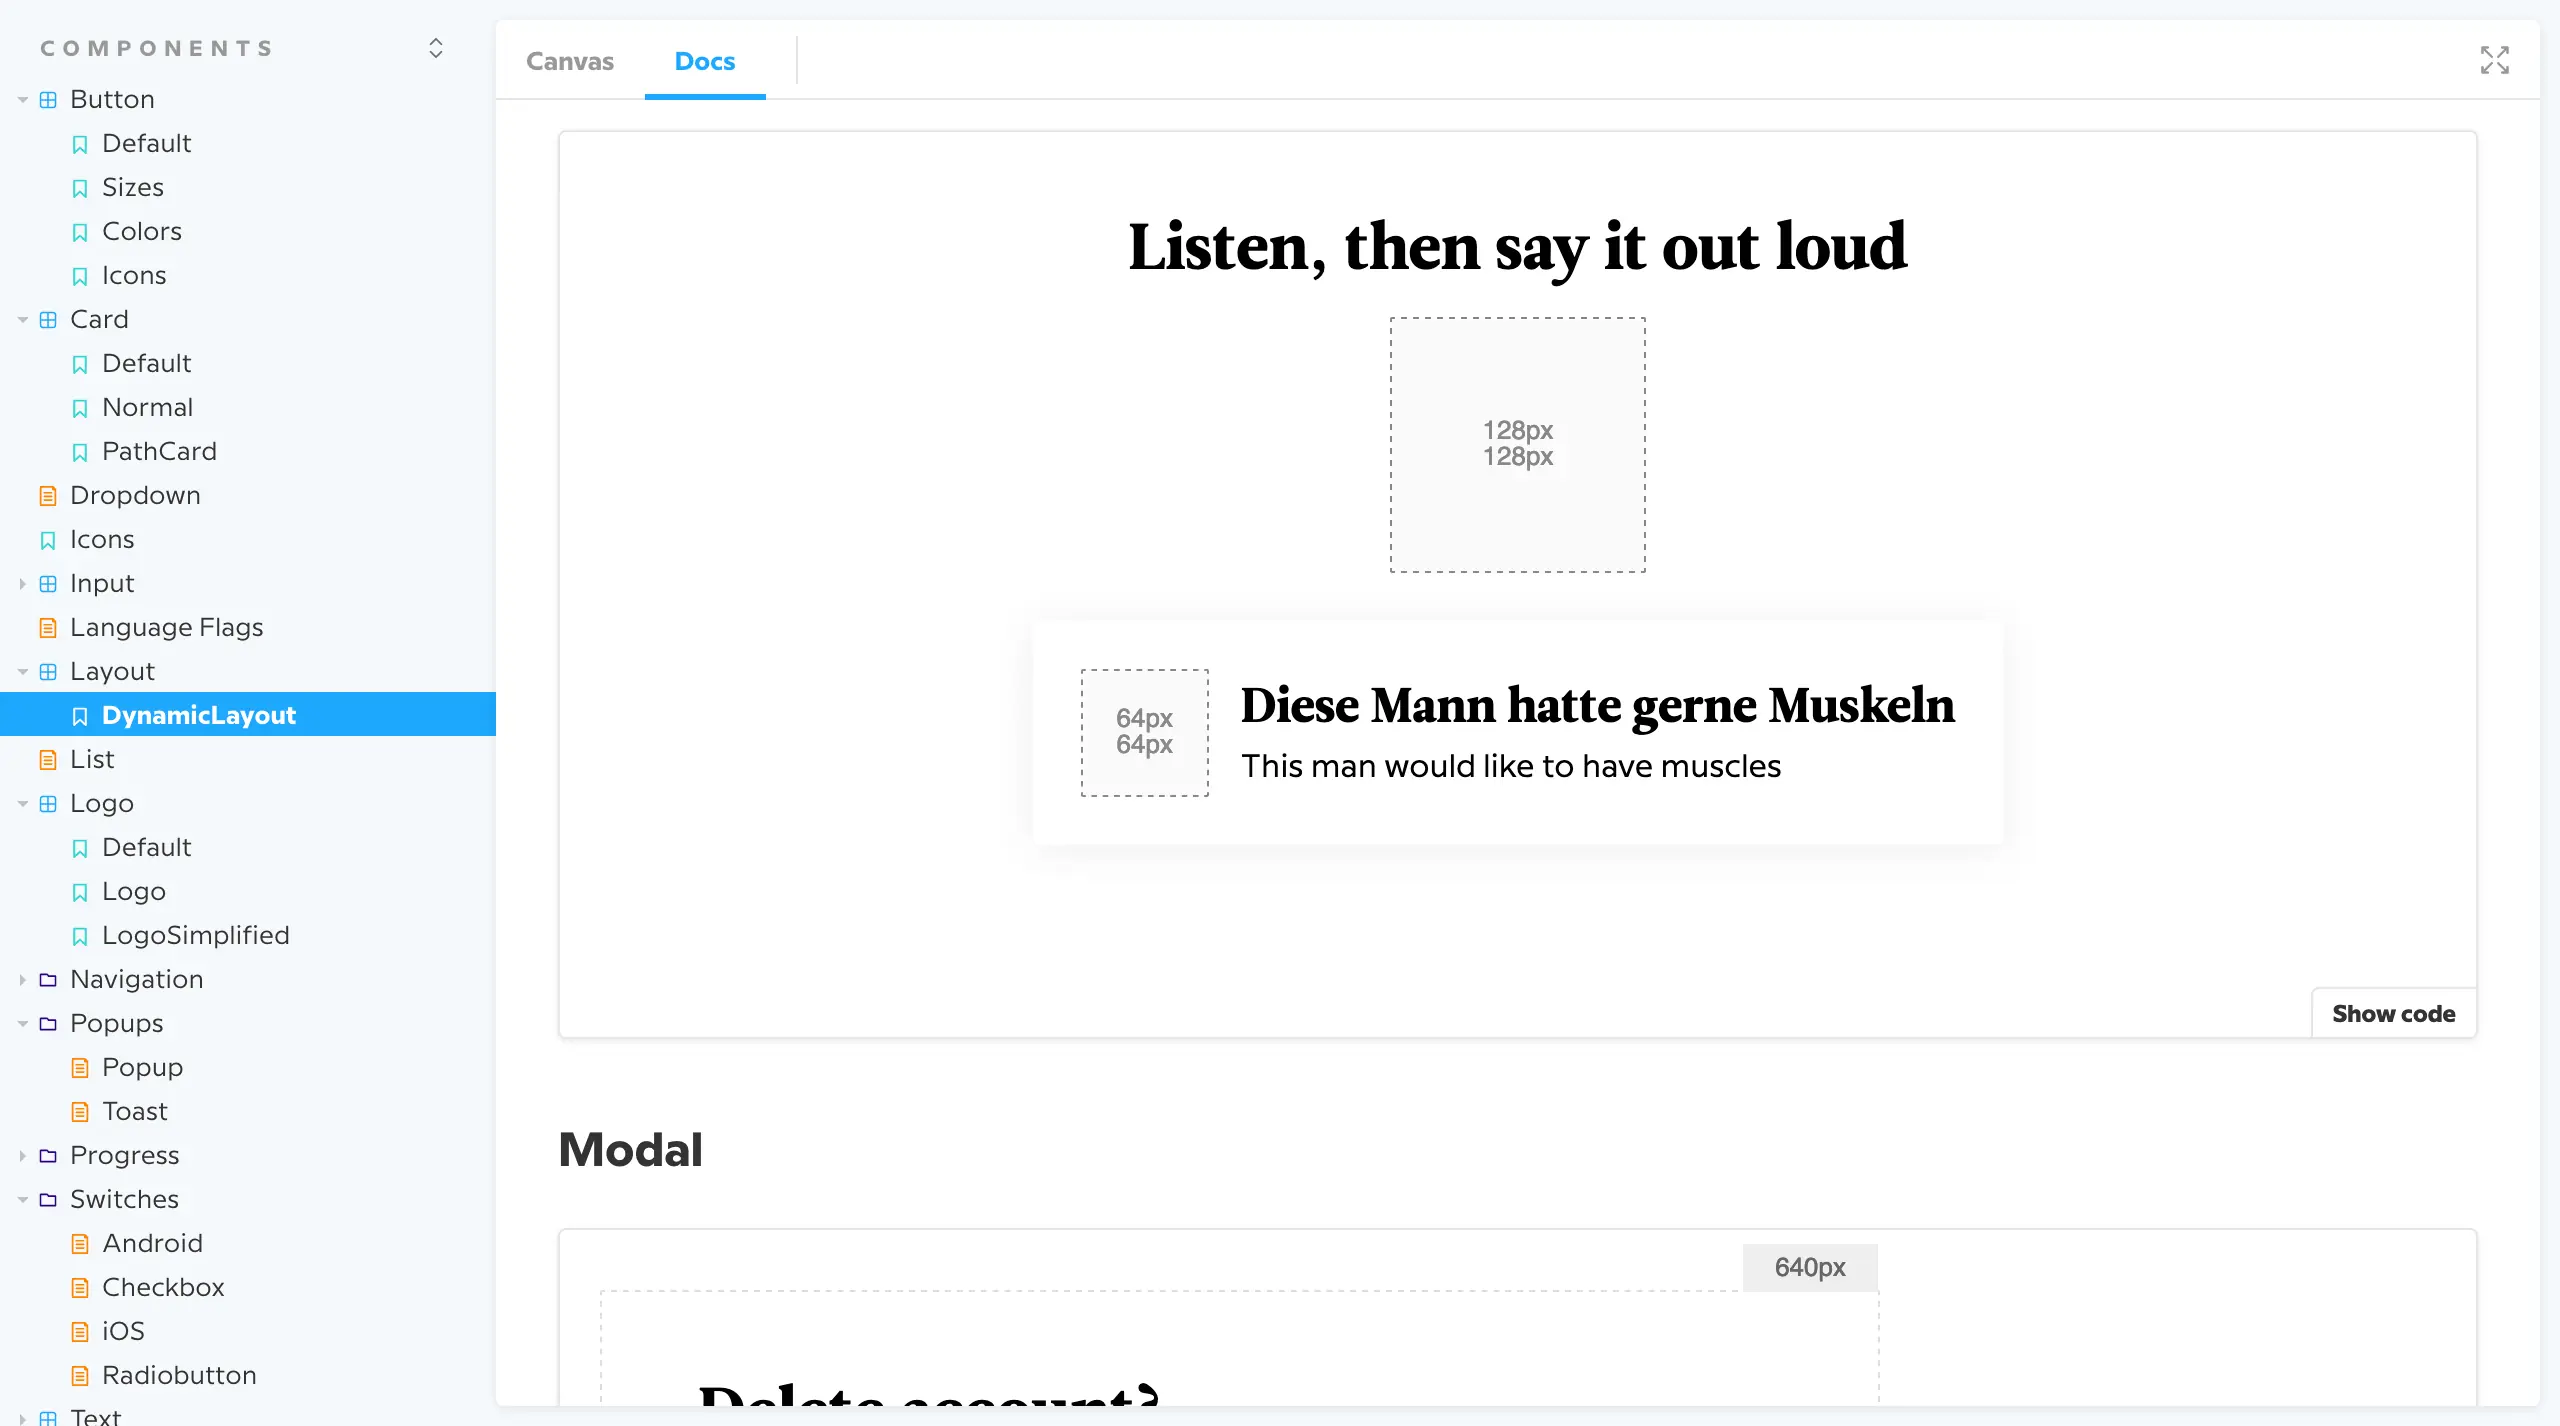 COMPONENTS
Button
Default
Sizes
Colors
Icons
Card
Default
Normal
PathCard
Dropdown
Icons
Input
Language Flags
Layout
DynamicLayout
List
Logo
Default
Logo
LogoSimplified
Navigation
Popups
Popup
Toast
Progress
Switches
Android
Checkbox
iOS
Radiobutton
Text
Canvas
Docs
Listen, then say it out loud
128px
128px
64px
64px
Diese Mann hatte gerne Muskeln
This man would like to have muscles
Show code
Modal
640px
Delete account?